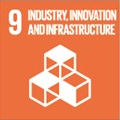 9 INDUSTRY, INNOVATION
AND INFRASTRUCTURE